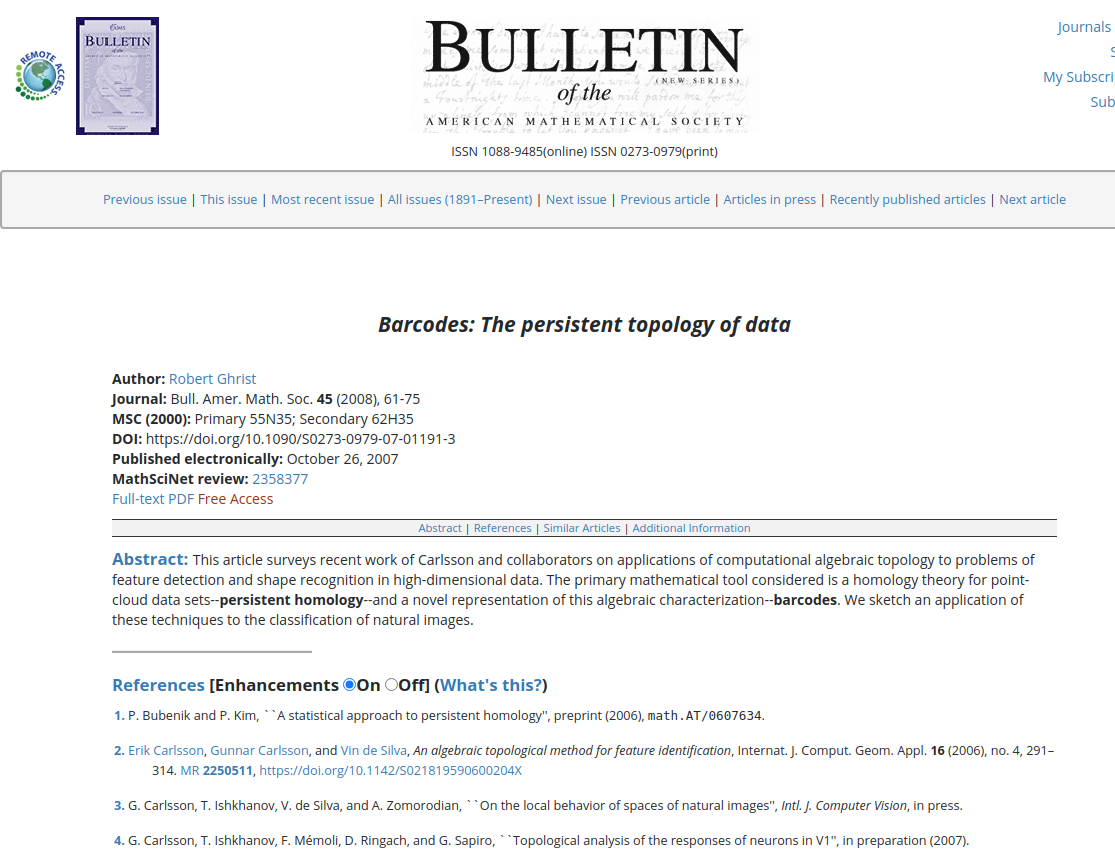 REMOTE ACCESS
BULLETIN
of the
BULLETIN
(NEW SERIES)
of the
AMERICAN MATHEMATICAL SOCIETY
ISSN 1088-9485(online) ISSN 0273-0979(print)
Journals
S
My Subscri
Sub
Previous issue | This issue | Most recent issue | All issues (1891–Present) | Next issue | Previous article | Articles in press | Recently published articles | Next article
Barcodes: The persistent topology of data
Author: Robert Ghrist
Journal: Bull. Amer. Math. Soc. 45 (2008), 61-75
MSC (2000): Primary 55N35; Secondary 62H35
DOI: https://doi.org/10.1090/S0273-0979-07-01191-3
Published electronically: October 26, 2007
MathSciNet review: 2358377
Full-text PDF Free Access
Abstract | References | Similar Articles | Additional Information
Abstract: This article surveys recent work of Carlsson and collaborators on applications of computational algebraic topology to problems of
feature detection and shape recognition in high-dimensional data. The primary mathematical tool considered is a homology theory for point-
cloud data sets--persistent homology--and a novel representation of this algebraic characterization--barcodes. We sketch an application of
these techniques to the classification of natural images.
References [Enhancements On Off] (What's this?)
1. P. Bubenik and P. Kim, ``A statistical approach to persistent homology'', preprint (2006), math.AT/0607634.
2. Erik Carlsson, Gunnar Carlsson, and Vin de Silva, An algebraic topological method for feature identification, Internat. J. Comput. Geom. Appl. 16 (2006), no. 4, 291–
314. MR 2250511, https://doi.org/10.1142/S021819590600204X
3. G. Carlsson, T. Ishkhanov, V. de Silva, and A. Zomorodian, ``On the local behavior of spaces of natural images'', Intl. J. Computer Vision, in press.
4. G. Carlsson, T. Ishkhanov, F. Mémoli, D. Ringach, and G. Sapiro, ``Topological analysis of the responses of neurons in V1'', in preparation (2007).